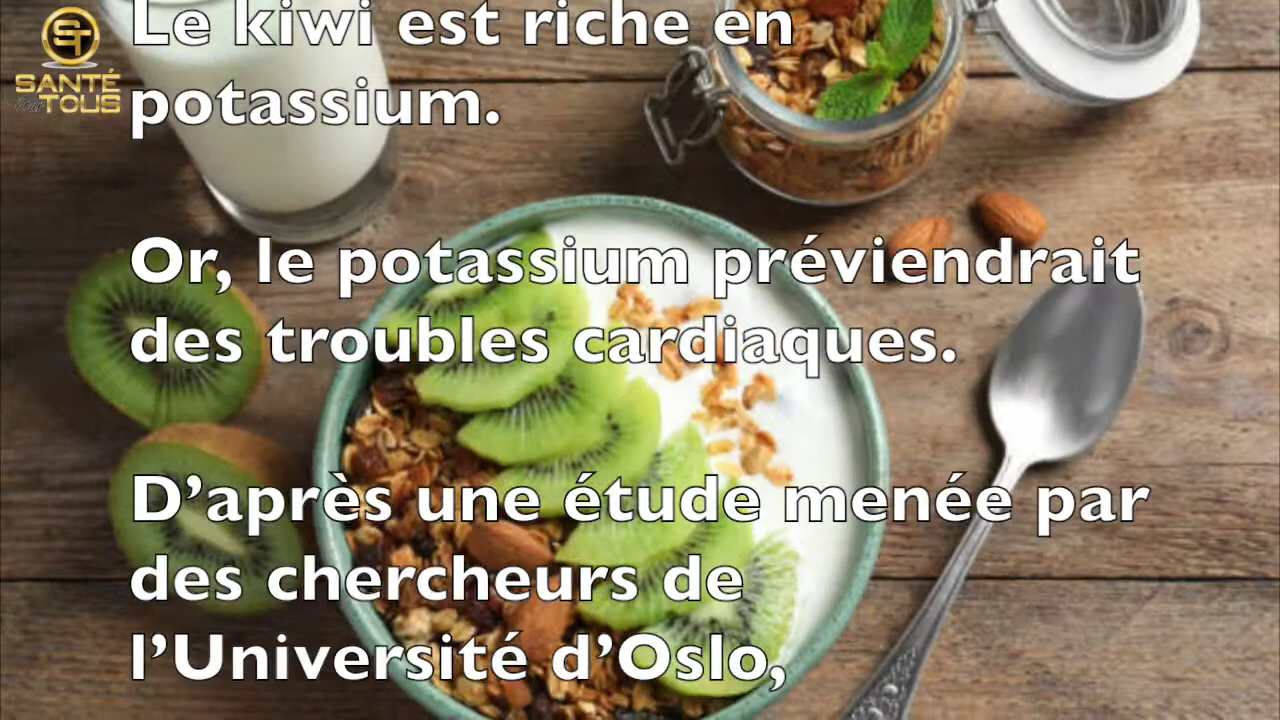 ST
SANTÉ
TOUS
Le kiwi est riche en
potassium.
Or, le potassium préviendrait
des troubles cardiaques.
D’après une étude menée par
des chercheurs de
l’Université d’Oslo,